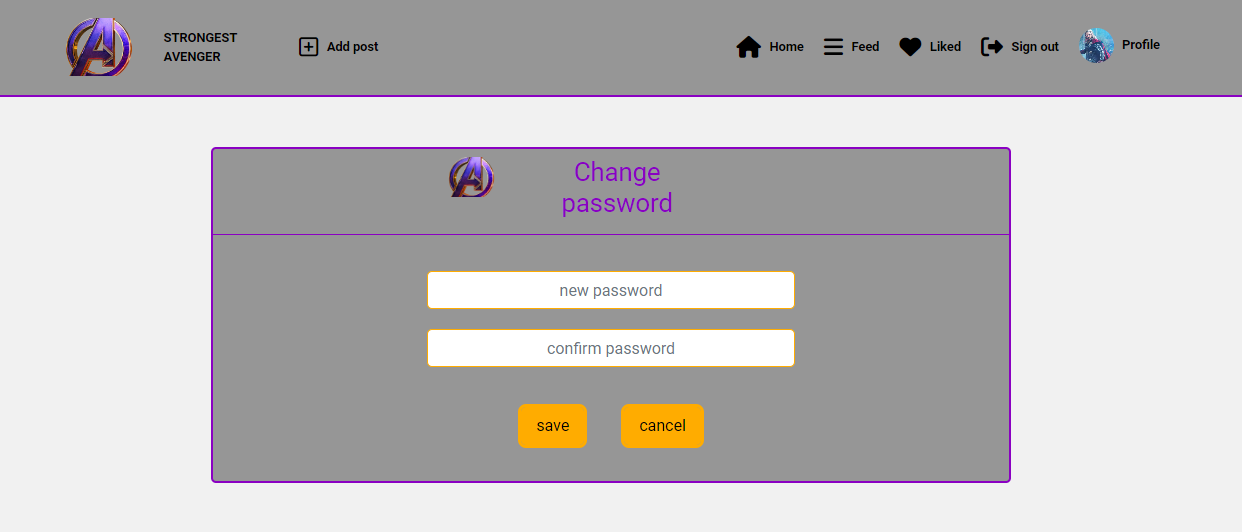 STRONGEST
AVENGER
Add post
Home
Feed
Liked
Sign out
Profile
Change
password
new password
confirm password
save
cancel